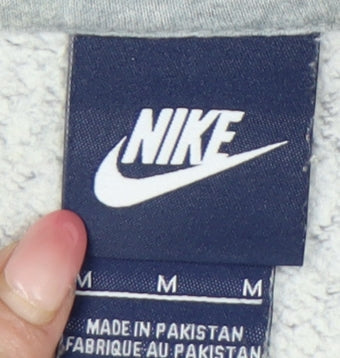 NIKE
M M M
MADE IN PAKISTAN
FABRIQUE AU PAKISTAN